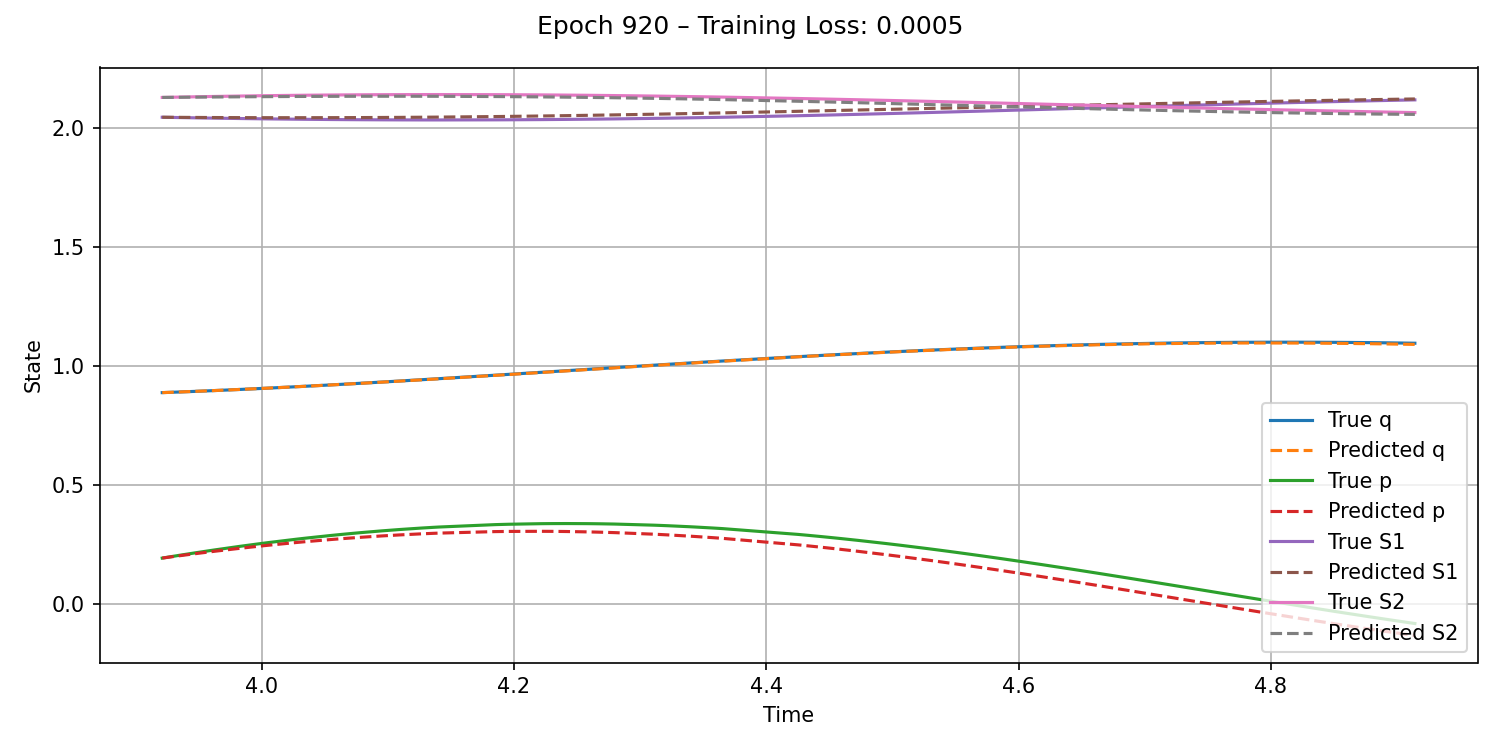 Epoch 920 – Training Loss: 0.0005
2.0
1.5
1.0
0.5
0.0
State
True q
Predicted q
True p
Predicted p
True S1
Predicted S1
True S2
Predicted S2
4.0
4.2
4.4
4.6
4.8
Time